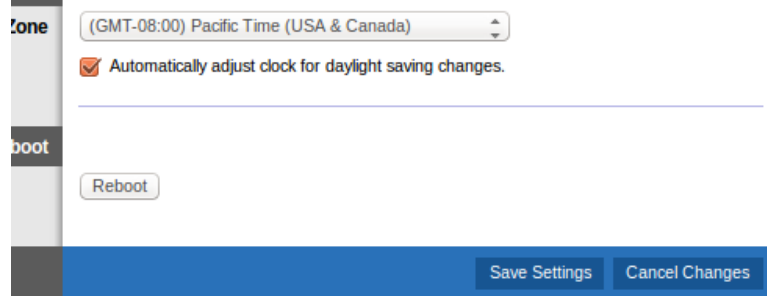 Zone
(GMT-08:00) Pacific Time (USA & Canada)
Automatically adjust clock for daylight saving changes.
boot
Reboot
Save Settings Cancel Changes